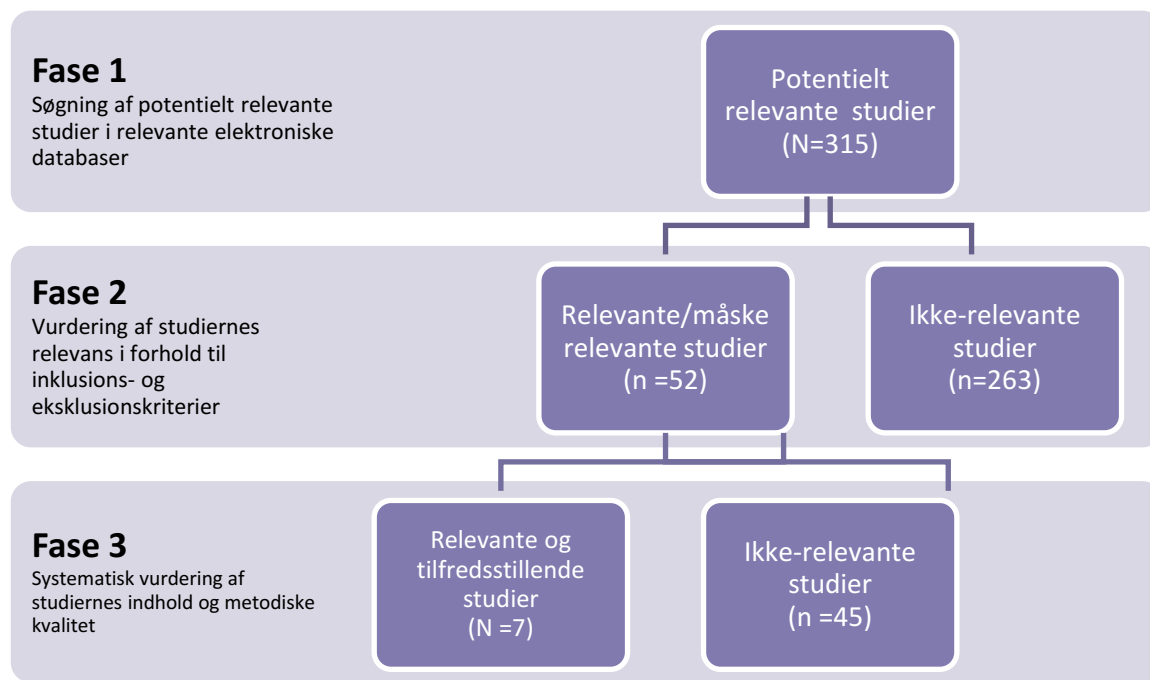 Fase 1
Søgning af potentielt relevante
studier i relevante elektroniske
databaser
Potentielt
relevante studier
(N=315)
Fase 2
Vurdering af studiernes
relevans i forhold til
inklusions- og
eksklusionskriterier
Relevante/måske
relevante studier
(n =52)
Ikke-relevante
studier
(n=263)
Fase 3
Systematisk vurdering af
studiernes indhold og metodiske
kvalitet
Relevante og
tilfredsstillende
studier
(N =7)
Ikke-relevante
studier
(n =45)